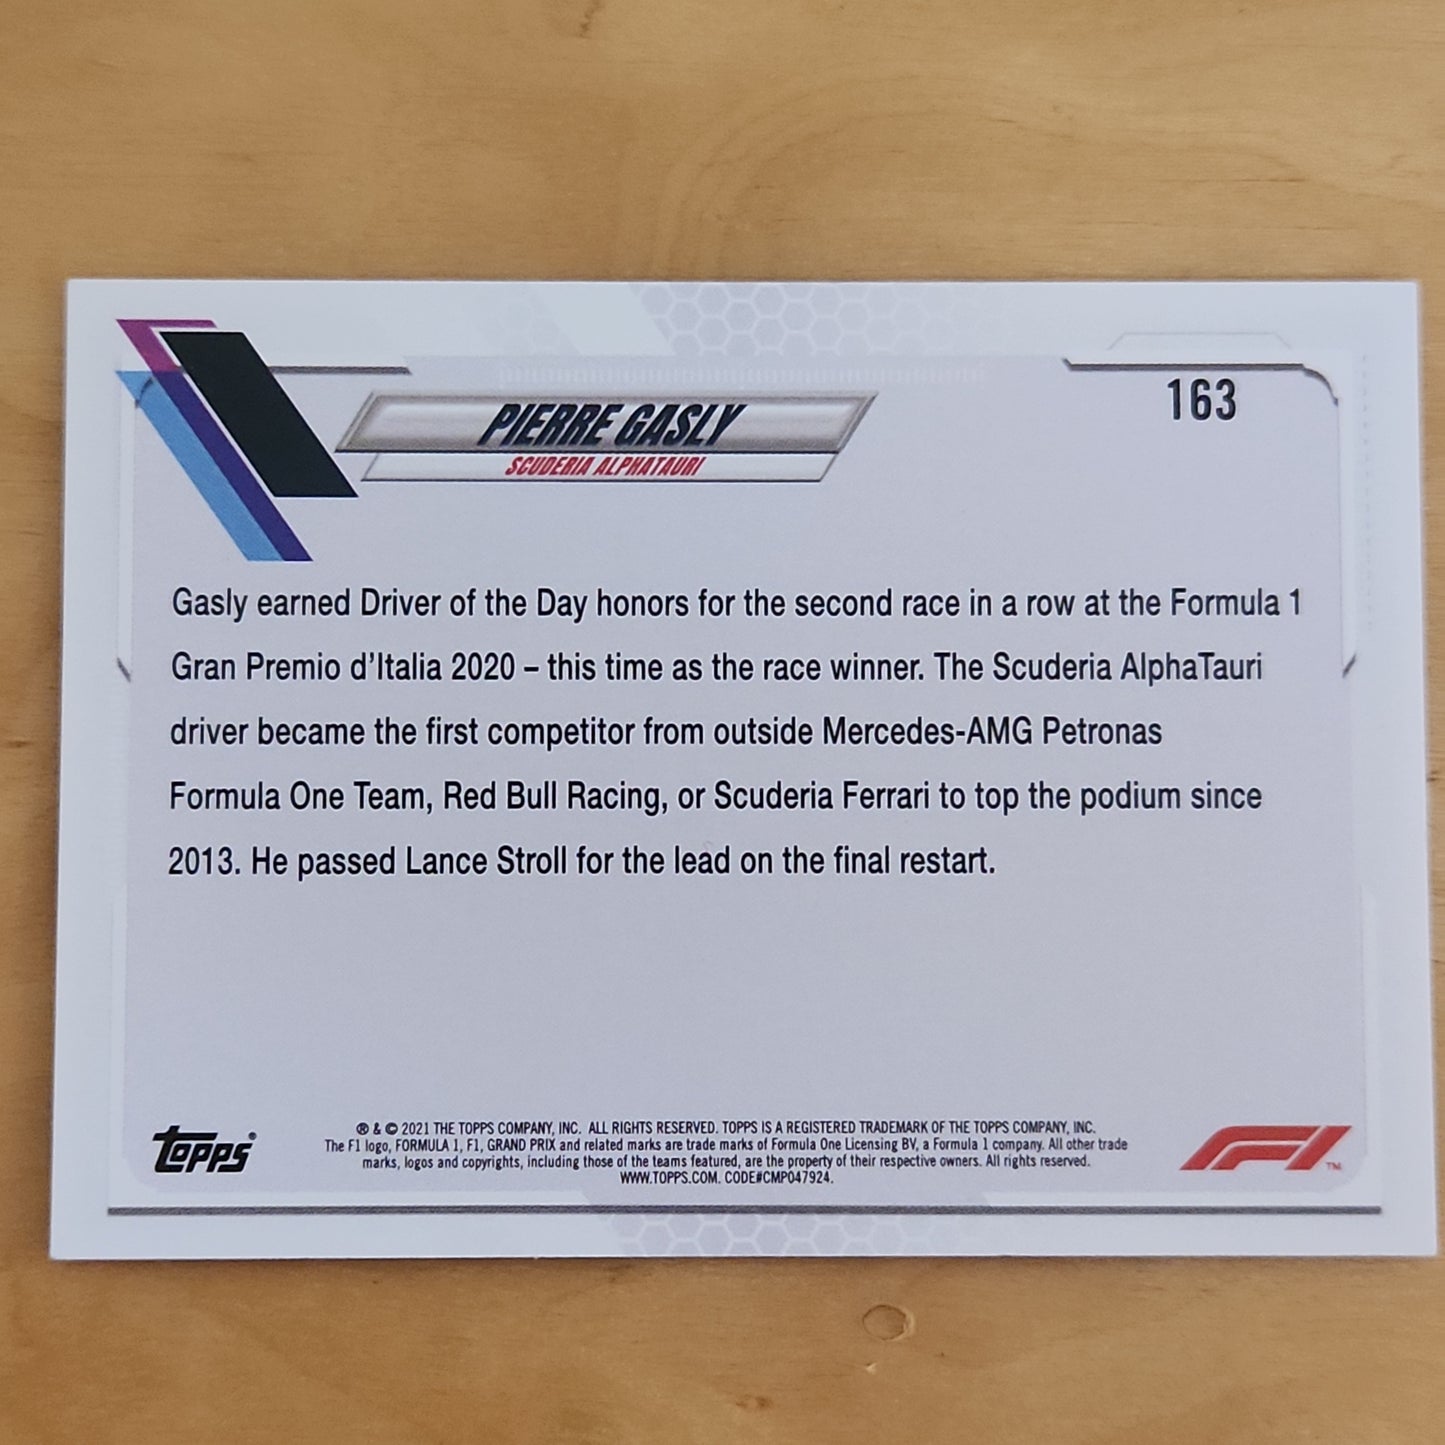 PIERRE GASLY
163
SCUDERIA ALPHATAURI
Gasly earned Driver of the Day honors for the second race in a row at the Formula 1
Gran Premio d'Italia 2020 – this time as the race winner. The Scuderia AlphaTauri
driver became the first competitor from outside Mercedes-AMG Petronas
Formula One Team, Red Bull Racing, or Scuderia Ferrari to top the podium since
2013. He passed Lance Stroll for the lead on the final restart.
TOPPS®
® & © 2021 THE TOPPS COMPANY, INC. ALL RIGHTS RESERVED. TOPPS IS A REGISTERED TRADEMARK OF THE TOPPS COMPANY, INC.
The F1 logo, FORMULA 1, F1, GRAND PRIX and related marks are trade marks of Formula One Licensing BV, a Formula 1 company. All other trade
marks, logos and copyrights, including those of the teams featured, are the property of their respective owners. All rights reserved.
WWW.TOPPS.COM. CODE#CMP047924.
F1™